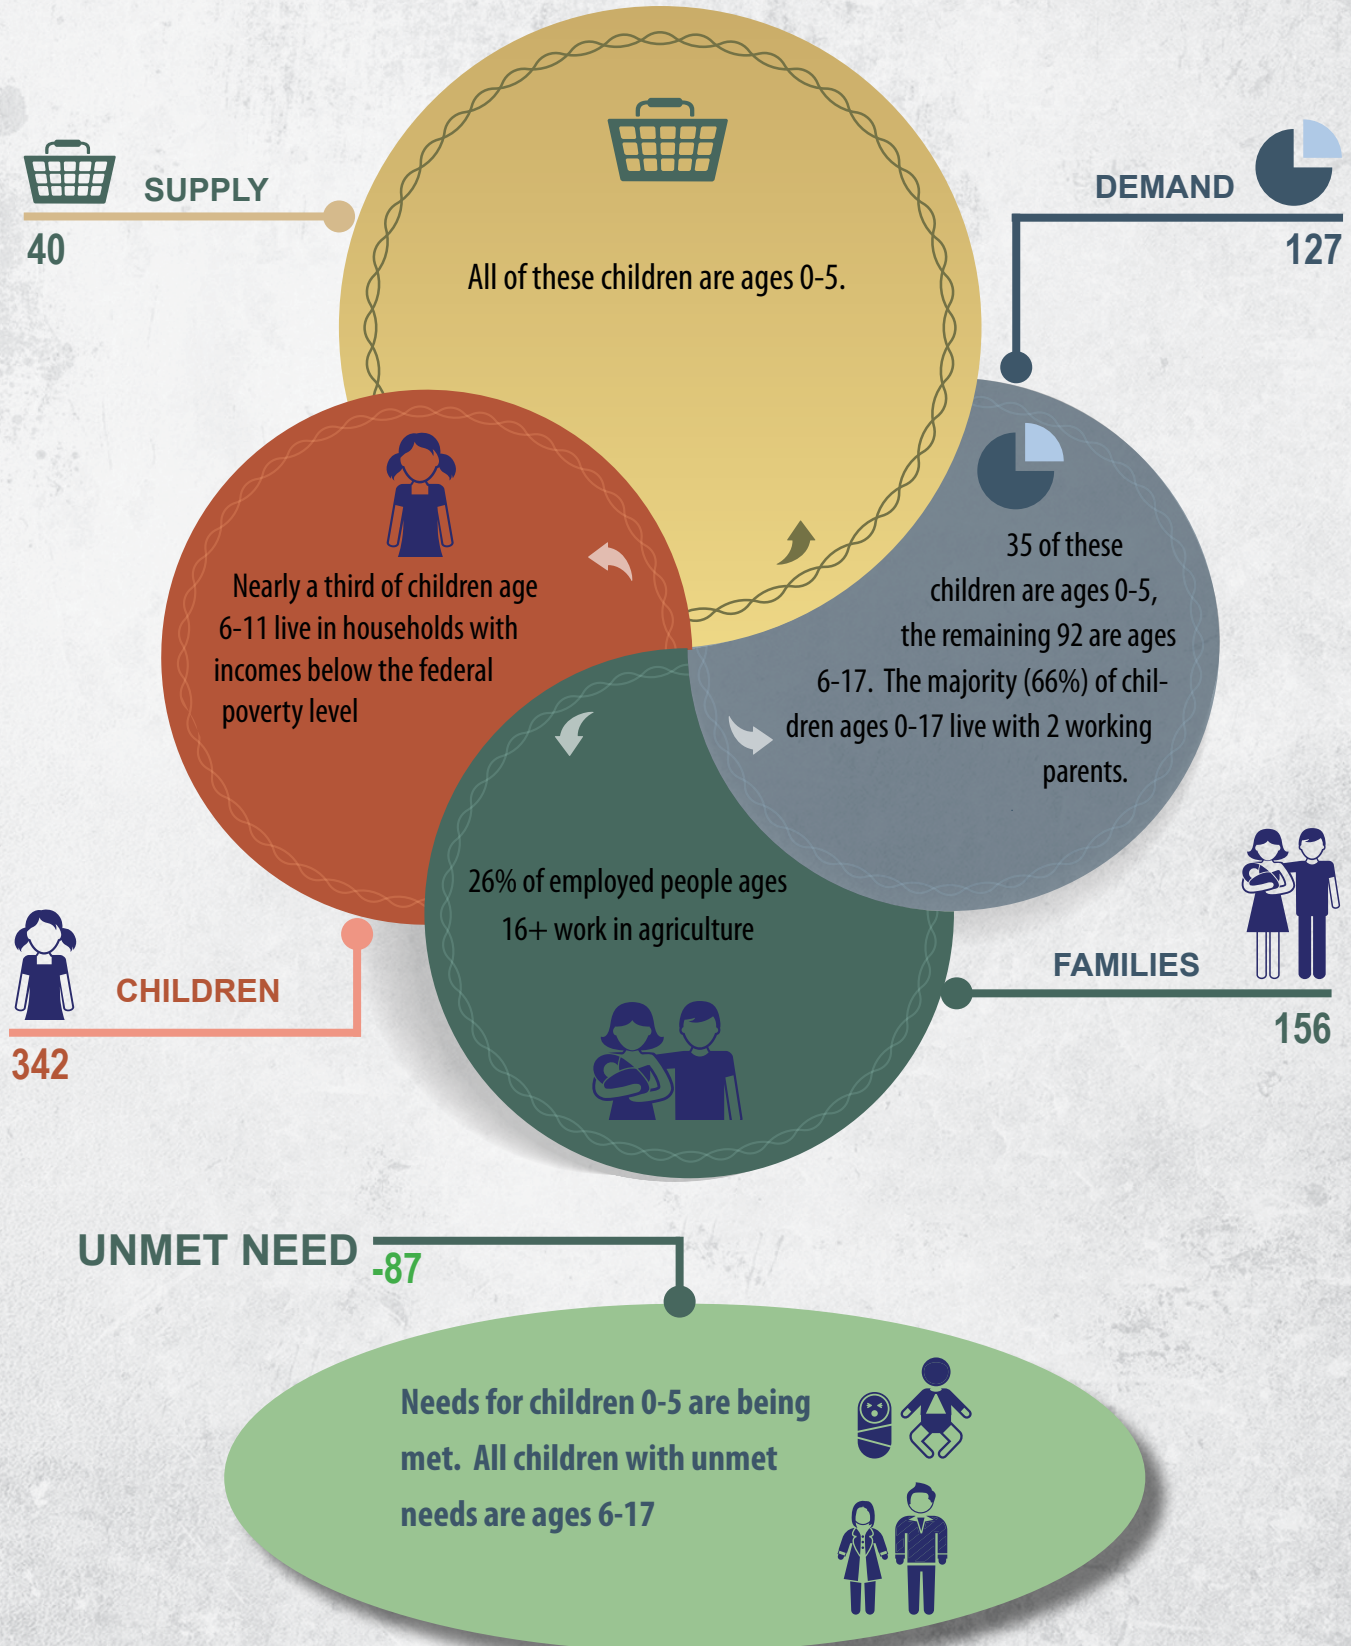 SUPPLY
40
DEMAND
127
All of these children are ages 0-5.
35 of these
children are ages 0-5,
the remaining 92 are ages
6-17.  The majority (66%) of chil-
dren ages 0-17 live with 2 working
parents.
Nearly a third of children age
6-11 live in households with
incomes below the federal
poverty level
26% of employed people ages
16+ work in agriculture
CHILDREN
342
FAMILIES
156
UNMET NEED
-87
Needs for children 0-5 are being
met.  All children with unmet
needs are ages 6-17